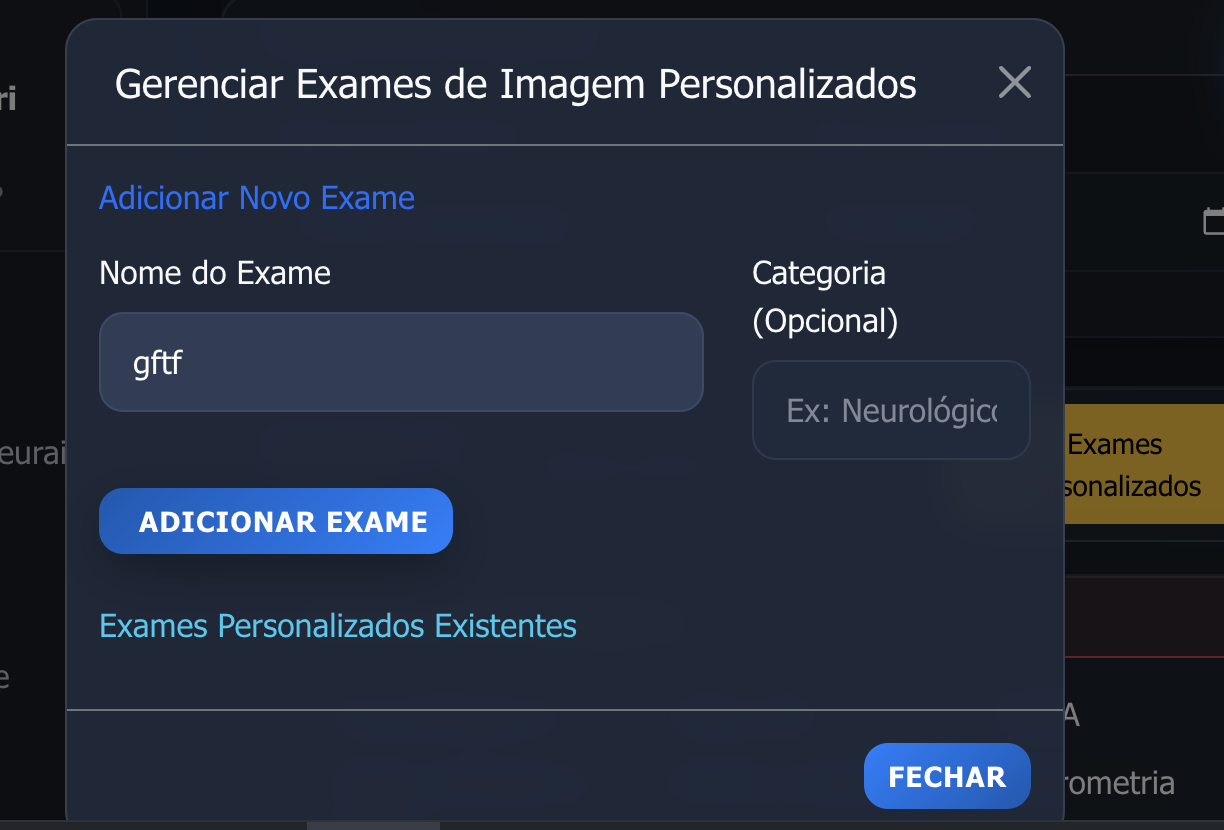 Gerenciar Exames de Imagem Personalizados
ri
Adicionar Novo Exame
Nome do Exame
Categoria
(Opcional)
gftf
Ex: Neurológico
eurai
Exames
sonalizados
ADICIONAR EXAME
Exames Personalizados Existentes
e
A
FECHAR
rometria